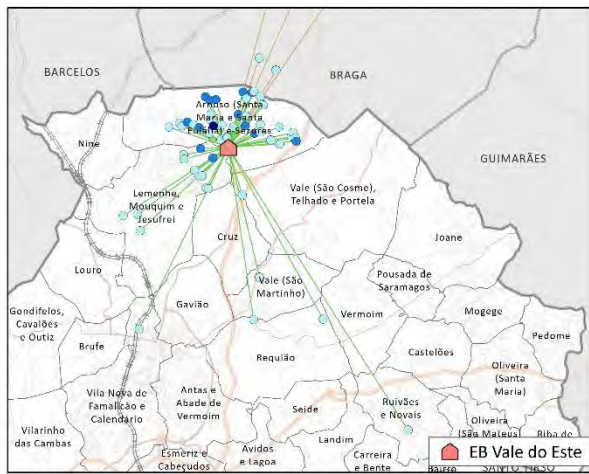 BARCELOS
BRAGA
Arnoso (Santa
Maria e Santa
Eulália) e Sezures
Nine
GUIMARÃES
Lemenhe,
Mouquim e
Jesufrei
Vale (São Cosme),
Telhado e Portela
Cruz
Joane
Louro
Vale (São
Martinho)
Pousada de
Saramagos
Gavião
Gondifelos,
Cavalões
e Outiz
Vermoim
Mogege
Brufe
Pedome
Requião
Castelões
Oliveira
(Santa
Maria)
Vila Nova de
Famalicão e
Calendário
Antas e
Abade de
Vermoim
Seide
Ruivães
e Novais
Vilarinho
das Cambas
Landim
Oliveira
(São Mateus)
Riba de
Esmeriz e
Cabeçudos
Avidos
e Lagoa
Carreira
e Bente
Bairro
EB Vale do Este